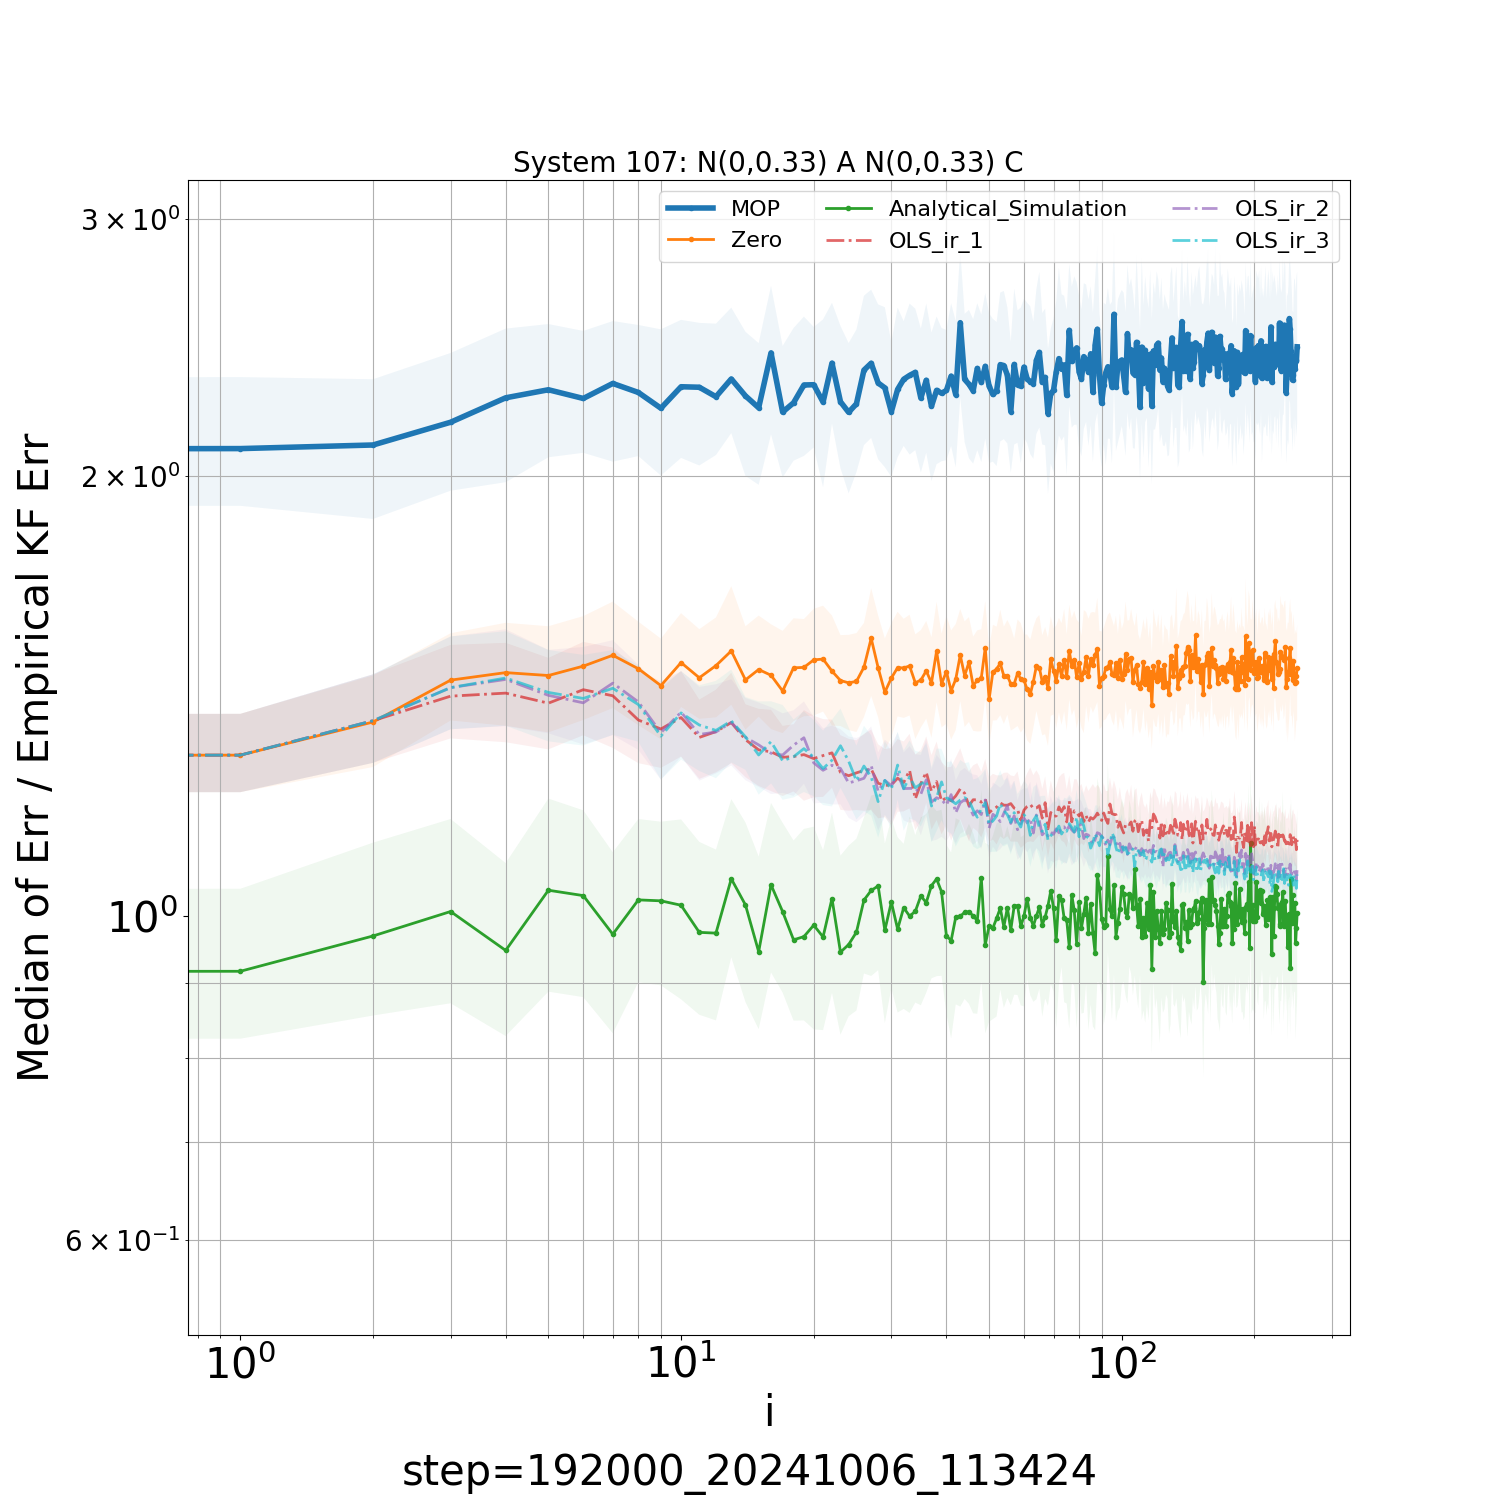 System 107: N(0,0.33) A N(0,0.33) C
MOP
Zero
Analytical_Simulation
OLS_ir_1
OLS_ir_2
OLS_ir_3
Median of Err / Empirical KF Err
3 × 10⁰
2 × 10⁰
10⁰
6 × 10⁻¹
10⁰ 10¹ 10²
i
step=192000_20241006_113424